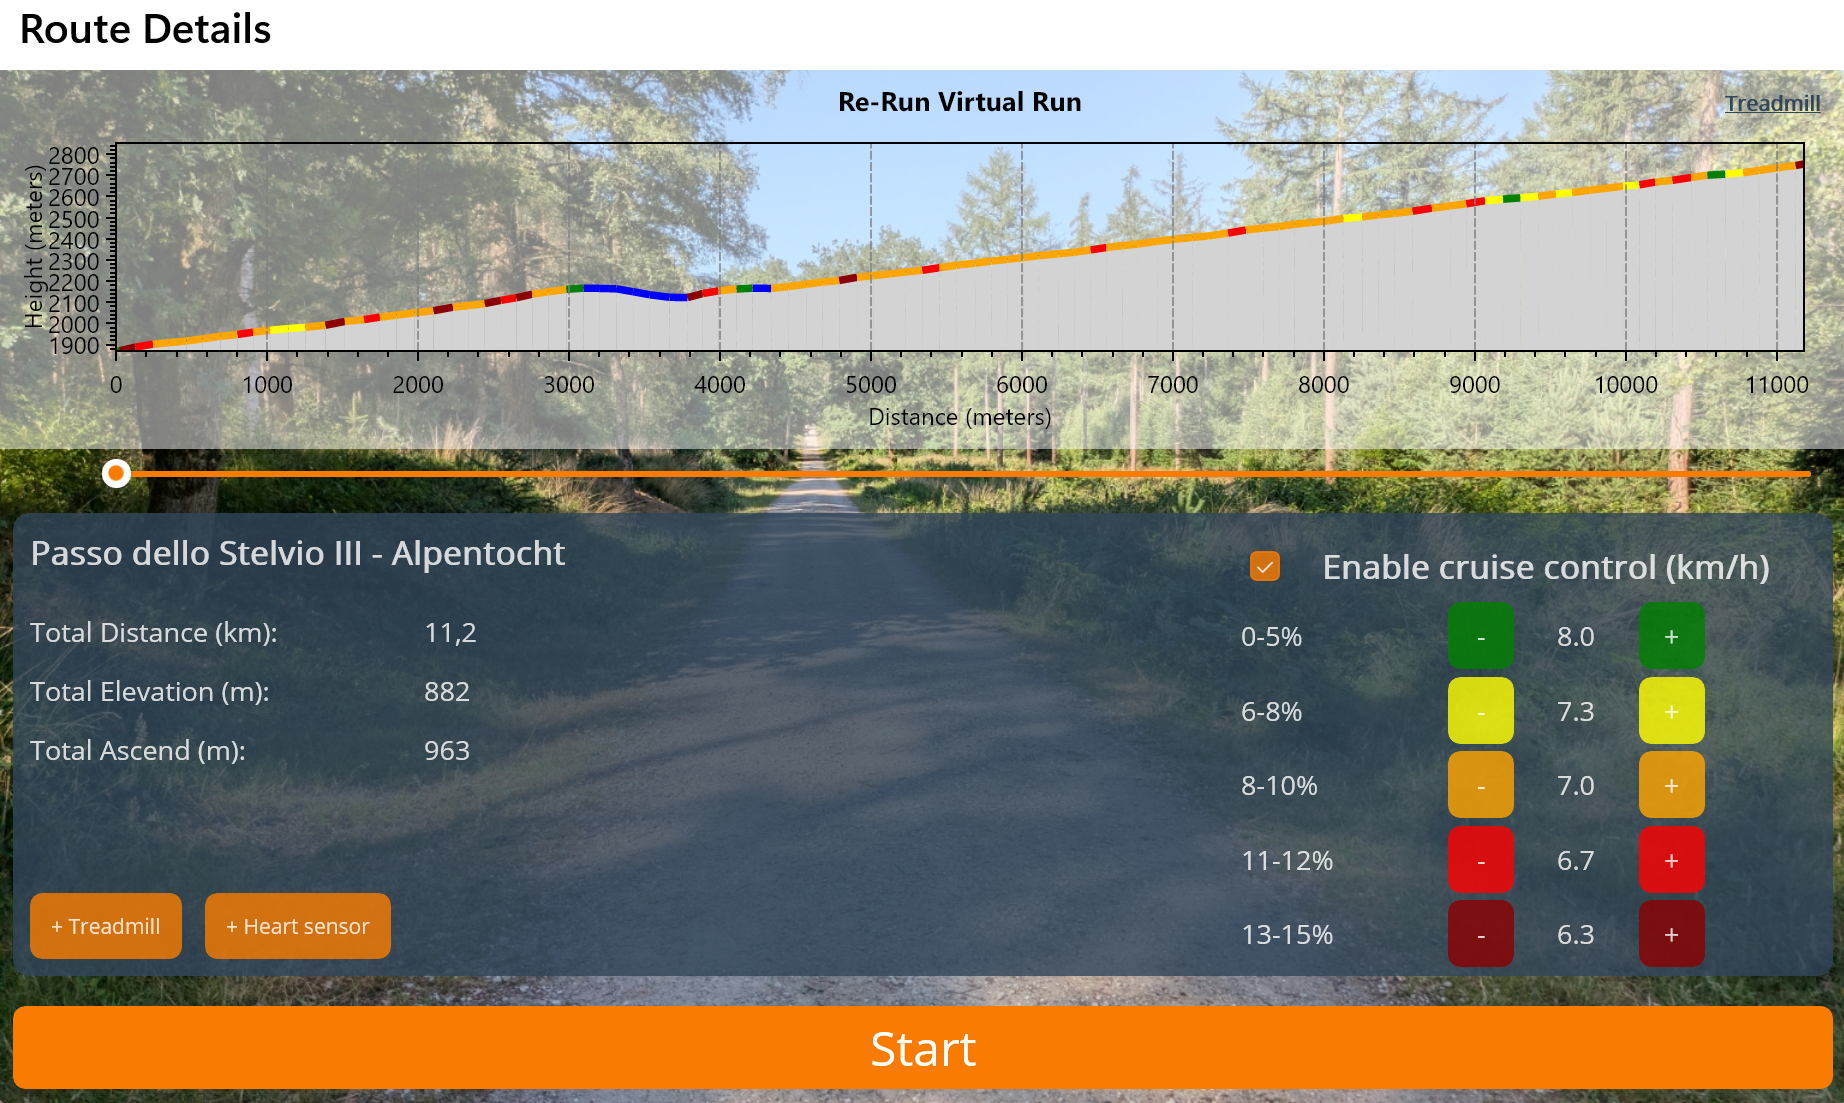 Route Details
Re-Run Virtual Run
Treadmill
Height (meters)
2800
2700
2600
2500
2400
2300
2200
2100
2000
1900
0 1000 2000 3000 4000 5000 6000 7000 8000 9000 10000 11000
Distance (meters)
Passo dello Stelvio III - Alpentocht
Total Distance (km): 11,2
Total Elevation (m): 882
Total Ascend (m): 963
+ Treadmill + Heart sensor
Enable cruise control (km/h)
0-5% - 8.0 +
6-8% - 7.3 +
8-10% - 7.0 +
11-12% - 6.7 +
13-15% - 6.3 +
Start